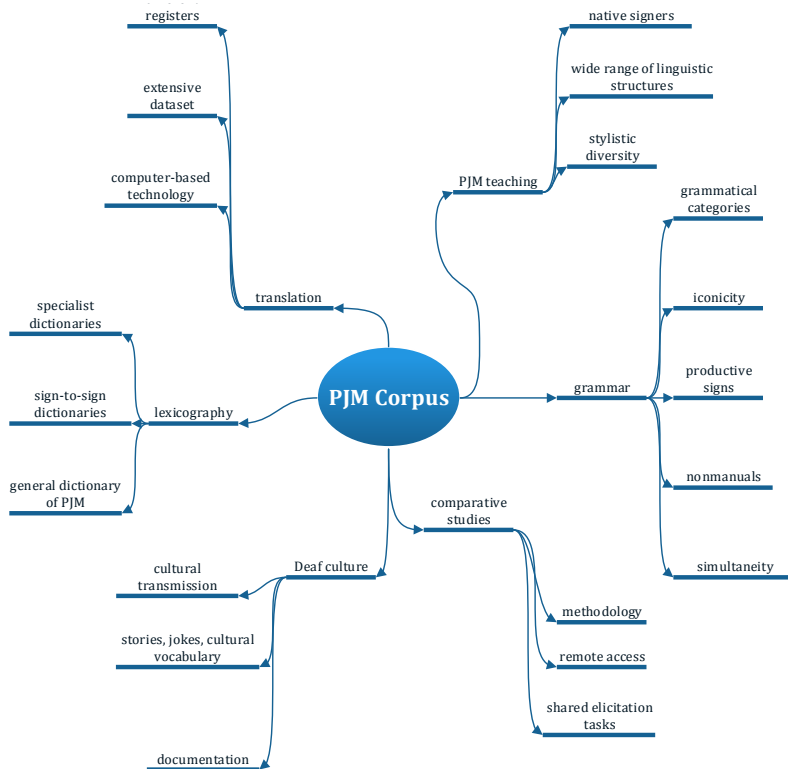 registers
extensive
dataset
computer-based
technology
translation
native signers
wide range of linguistic
structures
stylistic
diversity
PJM teaching
grammatical
categories
iconicity
productive
signs
nonmanuals
simultaneity
grammar
PJM Corpus
specialist
dictionaries
sign-to-sign
dictionaries
general dictionary
of PJM
lexicography
comparative
studies
methodology
remote access
shared elicitation
tasks
Deaf culture
cultural
transmission
stories, jokes, cultural
vocabulary
documentation